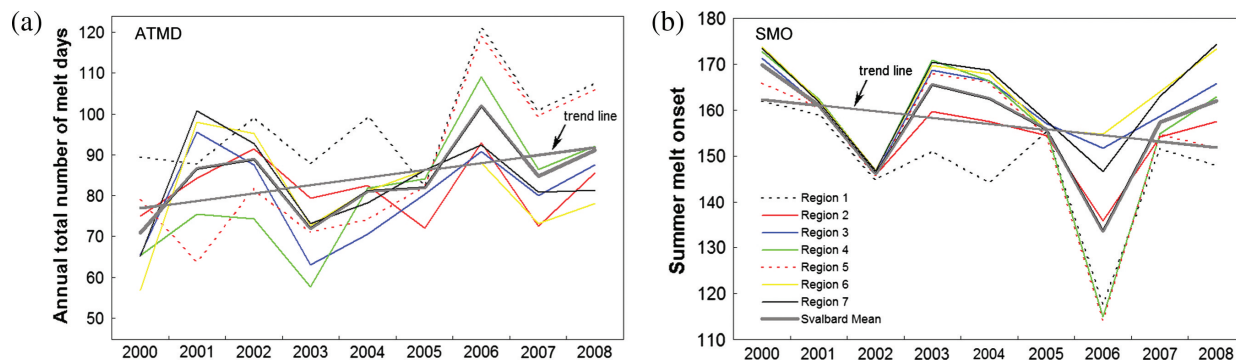 (a)
ATMD
Annual total number of melt days
120
110
100
90
80
70
60
50
trend line
2000 2001 2002 2003 2004 2005 2006 2007 2008
(b)
SMO
Summer melt onset
180
170
160
150
140
130
120
110
trend line
Region 1
Region 2
Region 3
Region 4
Region 5
Region 6
Region 7
Svalbard Mean
2000 2001 2002 2003 2004 2005 2006 2007 2008